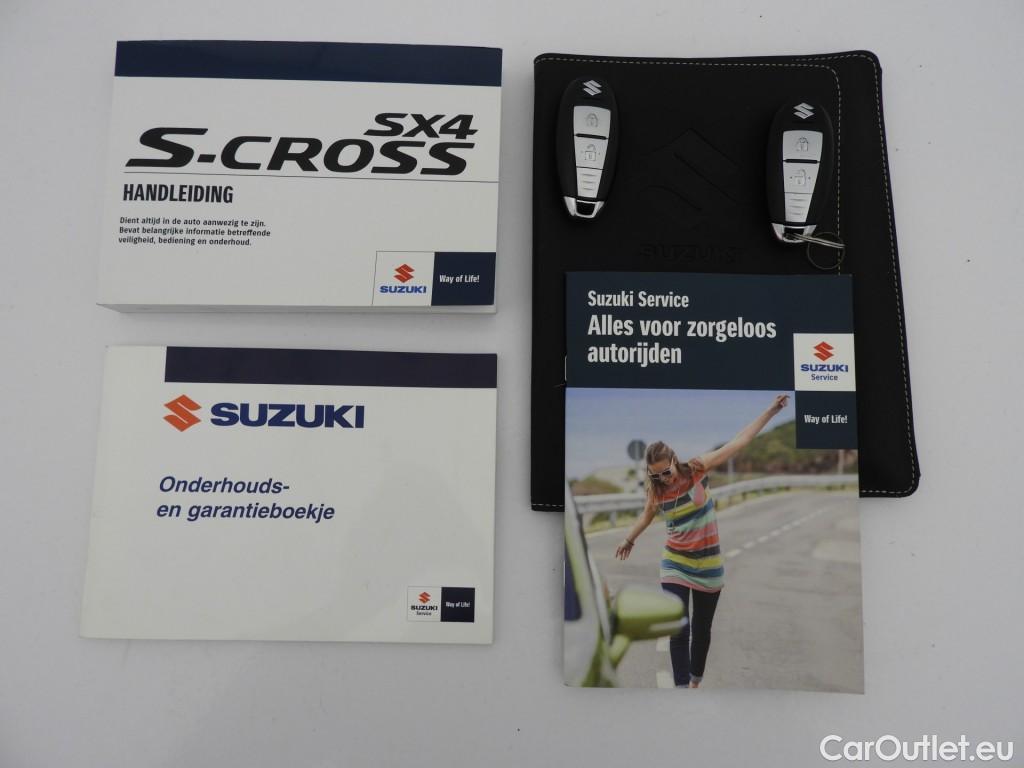 SX4
S-CROSS
HANDLEIDING
Dient altijd in de auto aanwezig te zijn.
Bevat belangrijke informatie betreffende
veiligheid, bediening en onderhoud.
SUZUKI
Way of Life!
SUZUKI
Onderhouds-
en garantieboekje
SUZUKI
Service
Way of Life!
SUZUKI
Suzuki Service
Alles voor zorgeloos
autorijden
SUZUKI
Service
Way of Life!
CarOutlet.eu